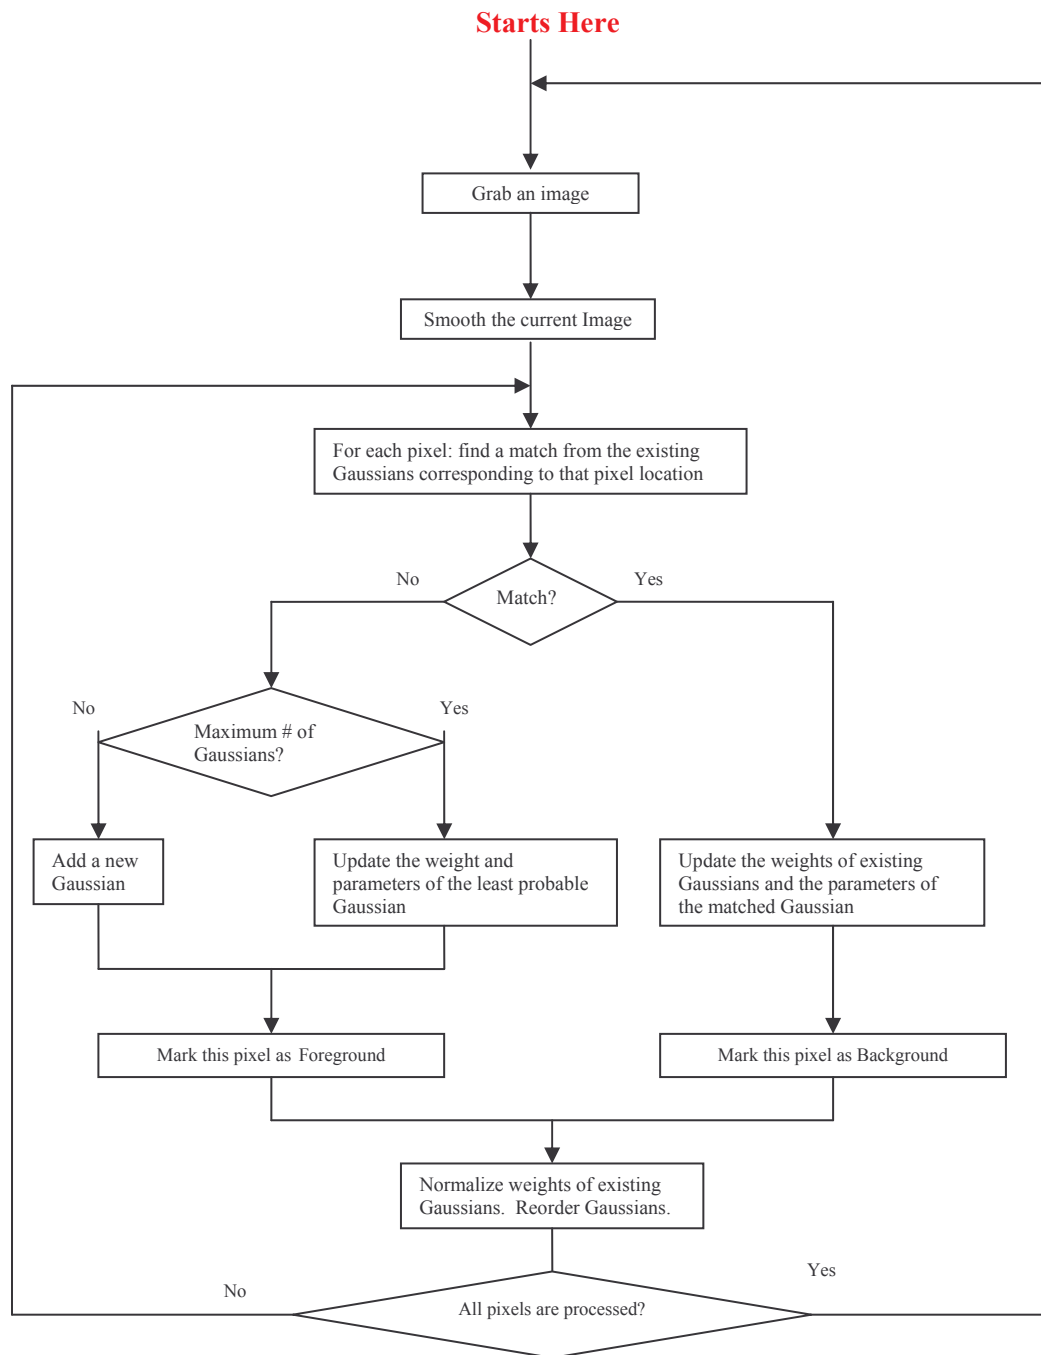 Starts Here
Grab an image
Smooth the current Image
For each pixel: find a match from the existing
Gaussians corresponding to that pixel location
No
Yes
Match?
No
Yes
Maximum # of
Gaussians?
Add a new
Gaussian
Update the weight and
parameters of the least probable
Gaussian
Update the weights of existing
Gaussians and the parameters of
the matched Gaussian
Mark this pixel as Foreground
Mark this pixel as Background
Normalize weights of existing
Gaussians. Reorder Gaussians.
No
Yes
All pixels are processed?